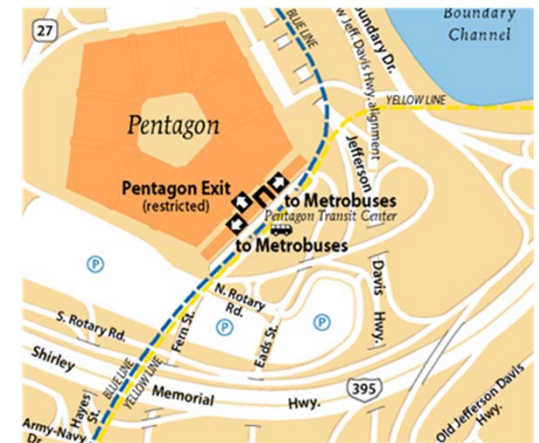 27
BLUE LINE
Boundary Dr.
w Jeff. Davis Hwy. alignment
Boundary
Channel
YELLOW LINE
Pentagon
Jefferson
Pentagon Exit
(restricted)
to Metrobuses
Pentagon Transit Center
to Metrobuses
P
Davis
Hwy.
N. Rotary
Rd.
S. Rotary Rd.
Fern St.
P
Eads St.
P
Shirley
BLUE LINE
YELLOW LINE
Memorial
Hwy.
395
Hayes
St.
Army-Navy
Dr.
Old Jefferson Davis
Hwy.